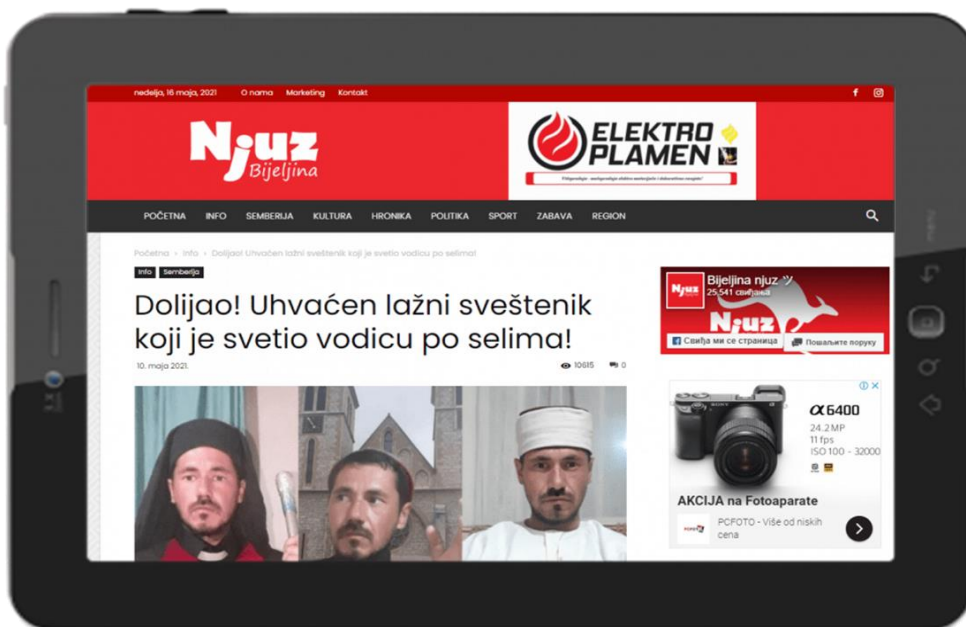 nedelja, 16 maja, 2021 O nama Marketing Kontakt
Njuz
Bijeljina
ELEKTRO
PLAMEN
POČETNA INFO SEMBERIJA KULTURA HRONIKA POLITIKA SPORT ZABAVA REGION
Početna › Info › Dolijao! Uhvaćen lažni sveštenik koji je svetio vodicu po selima!
Info Semberija
Dolijao! Uhvaćen lažni sveštenik
koji je svetio vodicu po selima!
10. maja 2021.
10615 0
Njuz
Bijeljina njuz ツ
25.541 свиђања
Njuz
Свиђа ми се страница
Пошаљите поруку
α6400
24.2 MP
11 fps
ISO 100 - 32000
AKCIJA na Fotoaparate
PCFOTO - Više od niskih
cena
menu